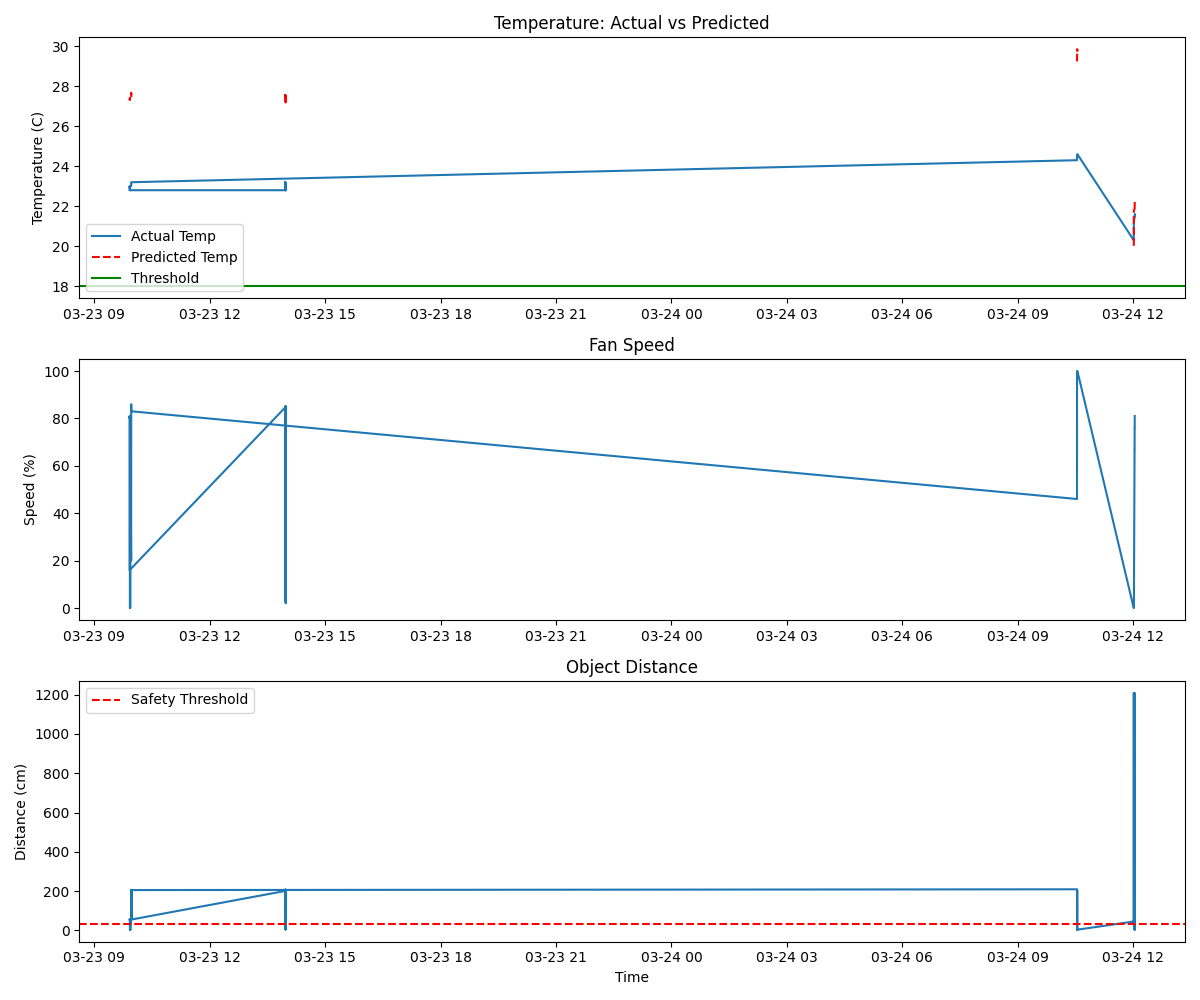 Temperature: Actual vs Predicted
Temperature (C)
30
28
26
24
22
20
18
Actual Temp
Predicted Temp
Threshold
03-23 09 03-23 12 03-23 15 03-23 18 03-23 21 03-24 00 03-24 03 03-24 06 03-24 09 03-24 12
Fan Speed
Speed (%)
100
80
60
40
20
0
03-23 09 03-23 12 03-23 15 03-23 18 03-23 21 03-24 00 03-24 03 03-24 06 03-24 09 03-24 12
Object Distance
Distance (cm)
1200
1000
800
600
400
200
0
Safety Threshold
03-23 09 03-23 12 03-23 15 03-23 18 03-23 21 03-24 00 03-24 03 03-24 06 03-24 09 03-24 12
Time